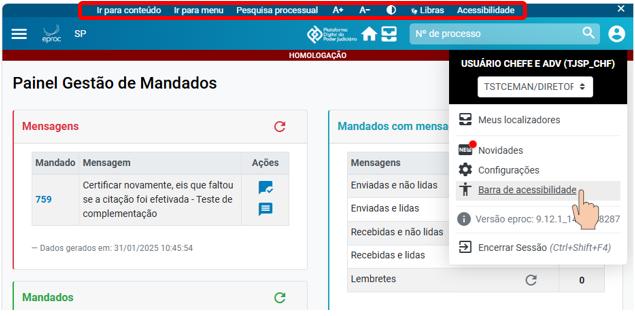 Ir para conteúdo Ir para menu Pesquisa processual A+ A− Libras Acessibilidade ×
eproc SP Plataforma Digital do Poder Judiciário Nº de processo
HOMOLOGAÇÃO
Painel Gestão de Mandados
Mensagens
Mandado Mensagem Ações
759 Certificar novamente, eis que faltou
se a citação foi efetivada - Teste de
complementação
— Dados gerados em: 31/01/2025 10:45:54
Mandados
Mandados com mensa
Mensagens
Enviadas e não lidas
Enviadas e lidas
Recebidas e não lidas
Recebidas e lidas
Lembretes 0
USUÁRIO CHEFE E ADV (TJSP_CHF)
TSTCEMAN/DIRETOF
Meus localizadores
NEW Novidades
Configurações
Barra de acessibilidade
Versão eproc: 9.12.1_14 8287
Encerrar Sessão (Ctrl+Shift+F4)